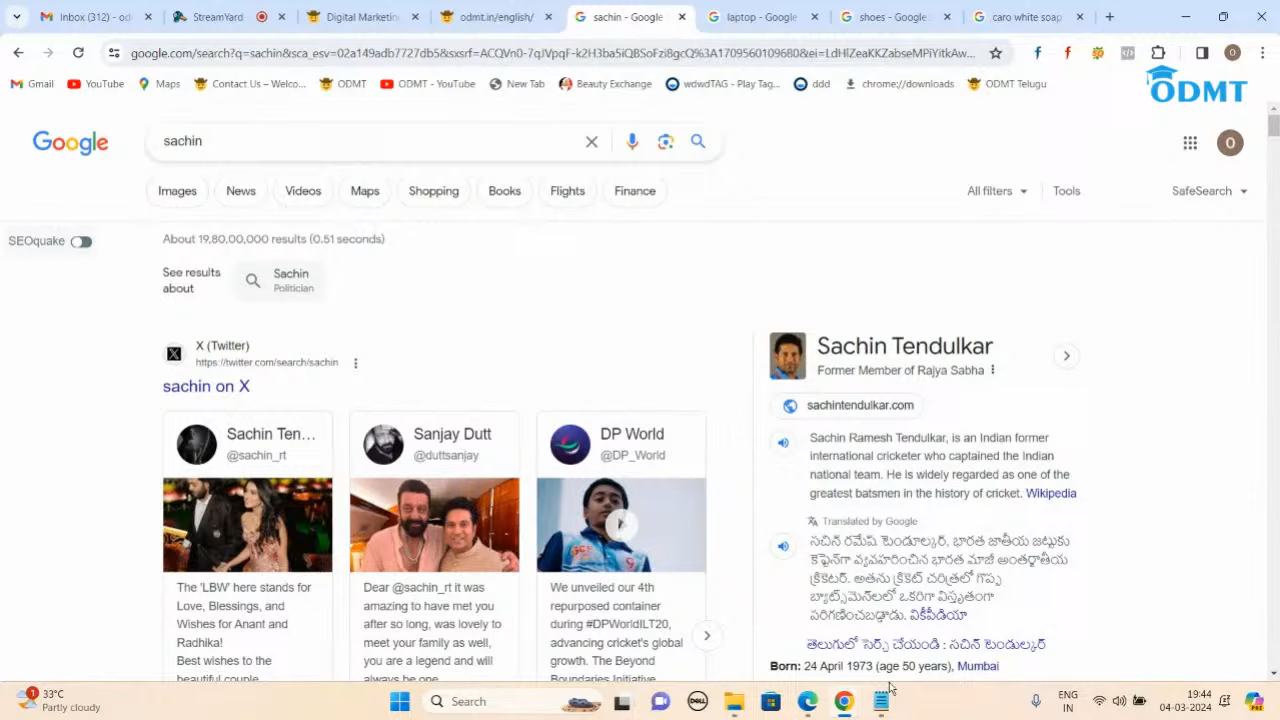 Inbox (312) - od
StreamYard
Digital Marketin
odmt.in/english/
sachin - Google
laptop - Google
shoes - Google
caro white soap
google.com/search?q=sachin&sca_esv=02a149adb7727db5&sxsrf=ACQVn0-7qJVpqF-k2H3ba5iQBSoFzi8gcQ%3A1709560109680&ei=LdHlZeaKKZabseMPiYitkAw...
Gmail
YouTube
Maps
Contact Us – Welco...
ODMT
ODMT - YouTube
New Tab
Beauty Exchange
wdwdTAG - Play Tag...
ddd
chrome://downloads
ODMT Telugu
ODMT
Google
sachin
O
Images
News
Videos
Maps
Shopping
Books
Flights
Finance
All filters
Tools
SafeSearch
SEOquake
About 19,80,00,000 results (0.51 seconds)
See results
about
Sachin
Politician
X (Twitter)
https://twitter.com/search/sachin
sachin on X
Sachin Ten...
@sachin_rt
The 'LBW' here stands for
Love, Blessings, and
Wishes for Anant and
Radhika!
Best wishes to the
beautiful couple
Sanjay Dutt
@duttsanjay
Dear @sachin_rt it was
amazing to have met you
after so long, was lovely to
meet your family as well,
you are a legend and will
always be one
DP World
@DP_World
We unveiled our 4th
repurposed container
during #DPWorldILT20,
advancing cricket's global
growth. The Beyond
Boundaries Initiative
Sachin Tendulkar
Former Member of Rajya Sabha
sachintendulkar.com
Sachin Ramesh Tendulkar, is an Indian former
international cricketer who captained the Indian
national team. He is widely regarded as one of the
greatest batsmen in the history of cricket. Wikipedia
Translated by Google
సచిన్ రమేష్ టెండూల్కర్, భారత జాతీయ జట్టుకు
కెప్టెన్‌గా వ్యవహరించిన భారత మాజీ అంతర్జాతీయ
క్రికెటర్. అతను క్రికెట్ చరిత్రలో గొప్ప
బ్యాట్స్‌మెన్‌లలో ఒకరిగా విస్తృతంగా
పరిగణించబడ్డాడు. వికీపీడియా
తెలుగులో సెర్చ్ చేయండి : సచిన్ టెండూల్కర్
Born: 24 April 1973 (age 50 years), Mumbai
1
33°C
Partly cloudy
Search
DELL
ENG
IN
19:44
04-03-2024